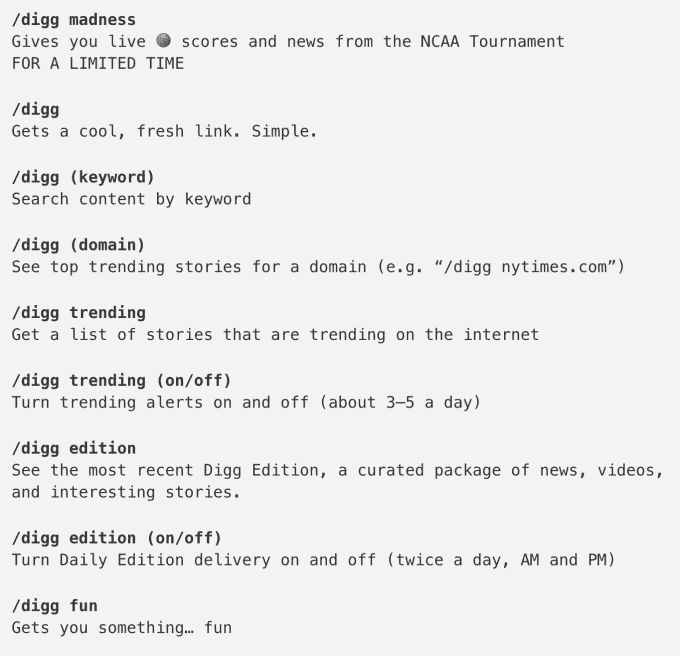 /digg madness
Gives you live 🏀 scores and news from the NCAA Tournament
FOR A LIMITED TIME
/digg
Gets a cool, fresh link. Simple.
/digg (keyword)
Search content by keyword
/digg (domain)
See top trending stories for a domain (e.g. “/digg nytimes.com”)
/digg trending
Get a list of stories that are trending on the internet
/digg trending (on/off)
Turn trending alerts on and off (about 3–5 a day)
/digg edition
See the most recent Digg Edition, a curated package of news, videos,
and interesting stories.
/digg edition (on/off)
Turn Daily Edition delivery on and off (twice a day, AM and PM)
/digg fun
Gets you something… fun